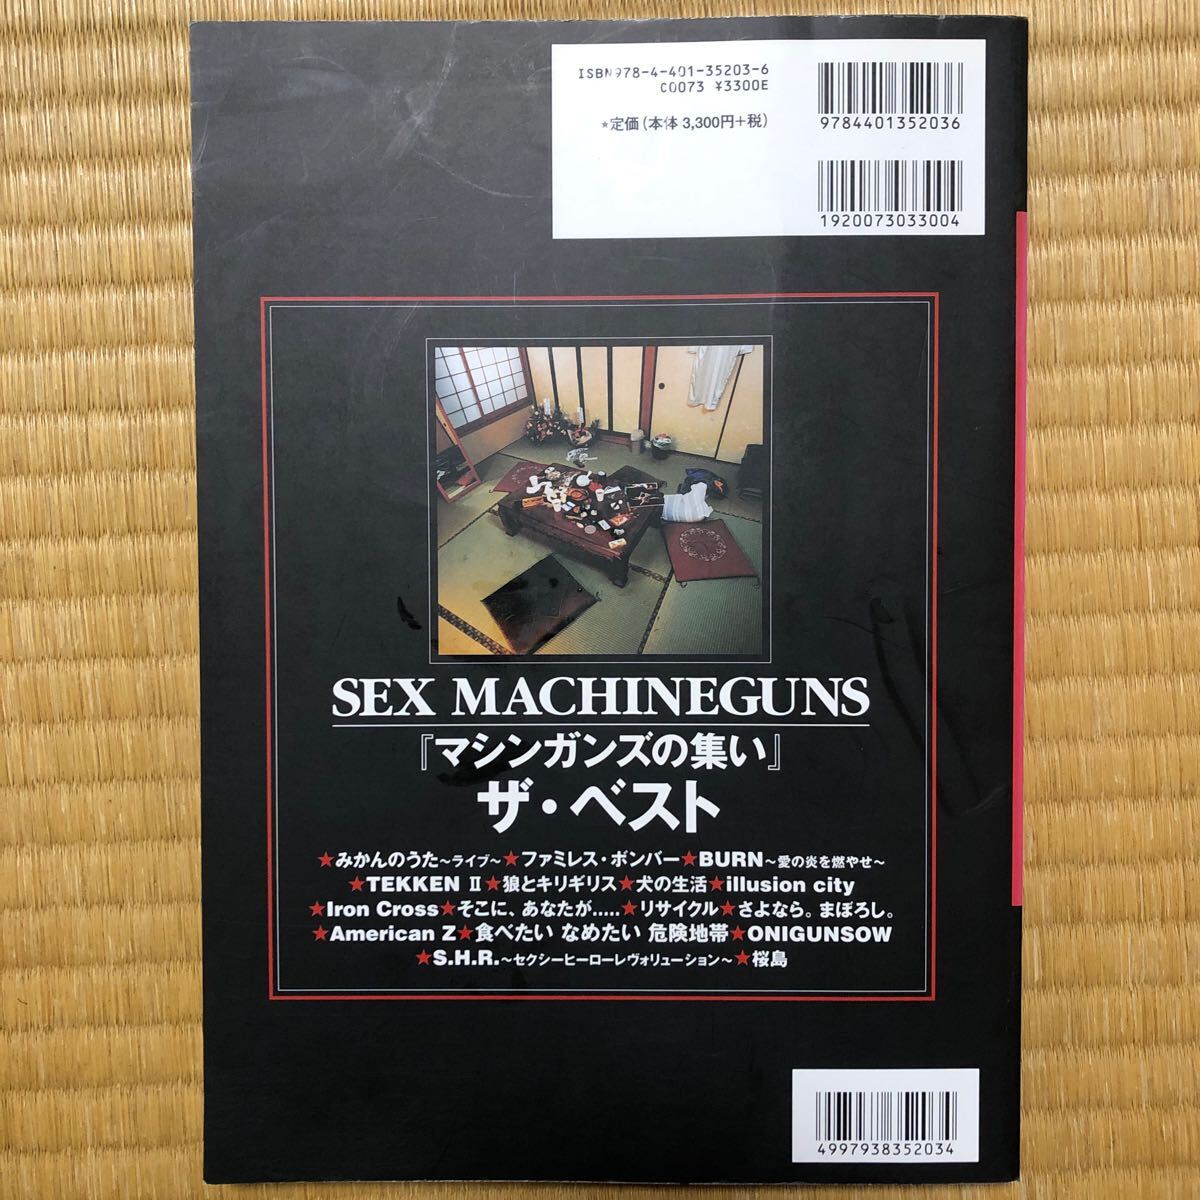 ISBN978-4-401-35203-6
C0073 ¥3300E
★定価(本体 3,300円+税)
9784401352036
1920073033004
SEX MACHINEGUNS
『マシンガンズの集い』
ザ・ベスト
★みかんのうた～ライブ～★ファミレス・ボンバー★BURN～愛の炎を燃やせ～
★TEKKEN Ⅱ★狼とキリギリス★犬の生活★illusion city
★Iron Cross★そこに、あなたが.....★リサイクル★さよなら。まぼろし。
★American Z★食べたい なめたい 危険地帯★ONIGUNSOW
★S.H.R.～セクシーヒーローレヴォリューション～★桜島
4997938352034